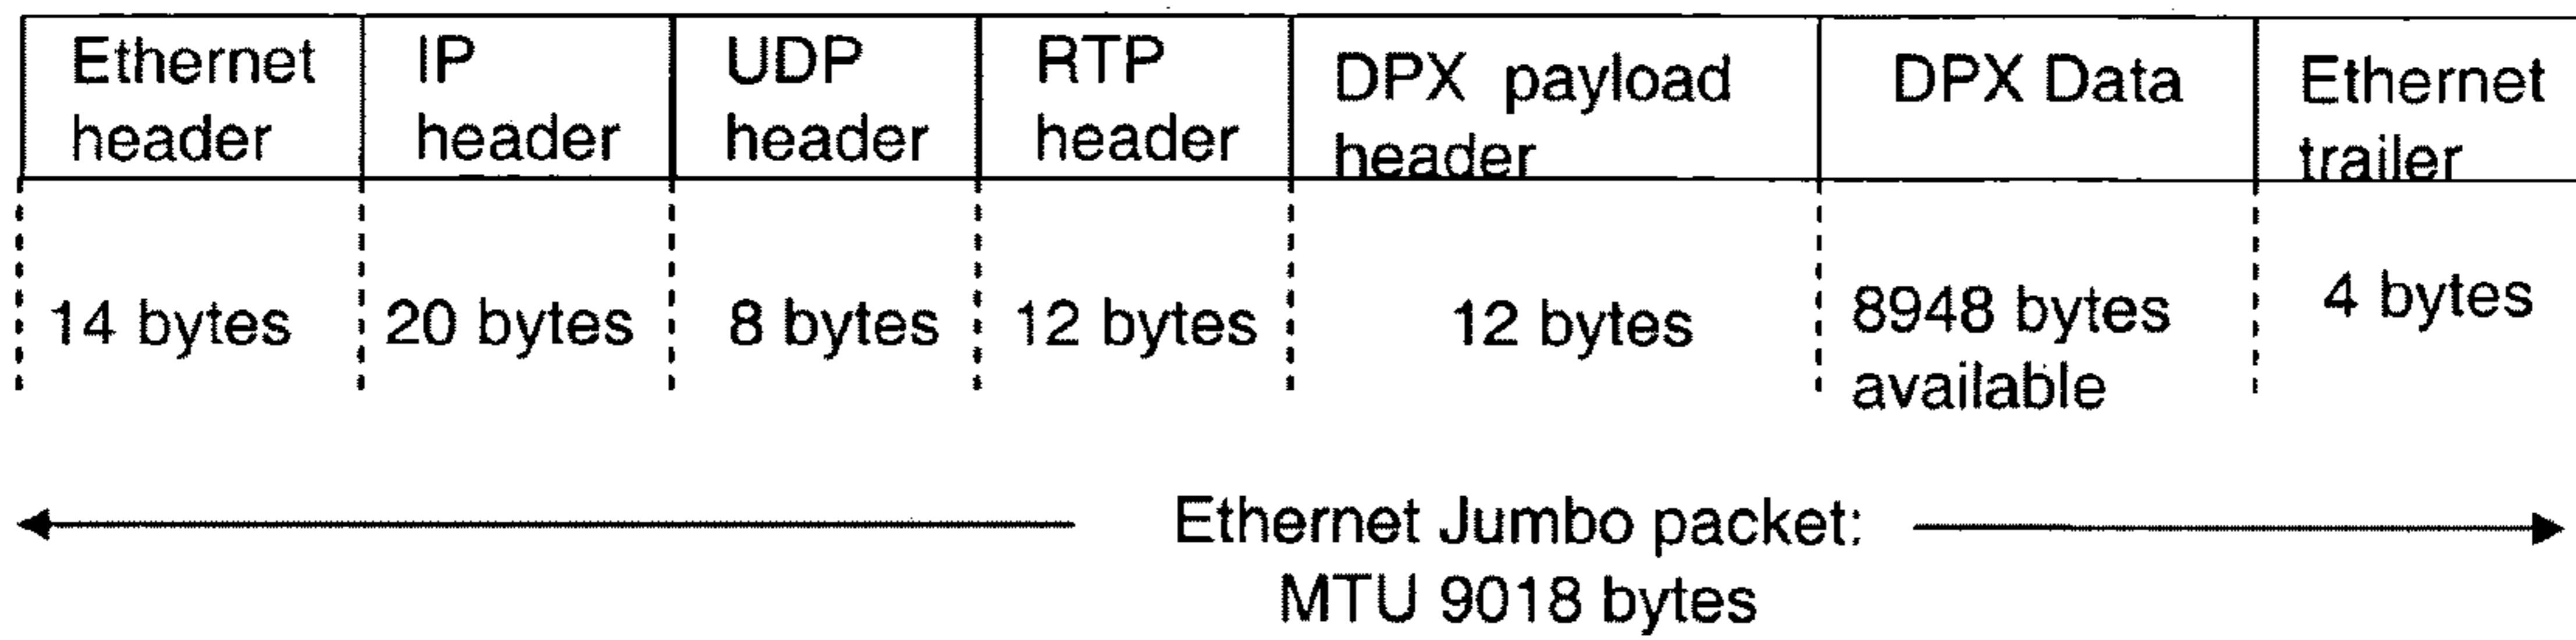 Ethernet header
IP header
UDP header
RTP header
DPX payload header
DPX Data
Ethernet trailer
14 bytes
20 bytes
8 bytes
12 bytes
12 bytes
8948 bytes available
4 bytes
Ethernet Jumbo packet:
MTU 9018 bytes